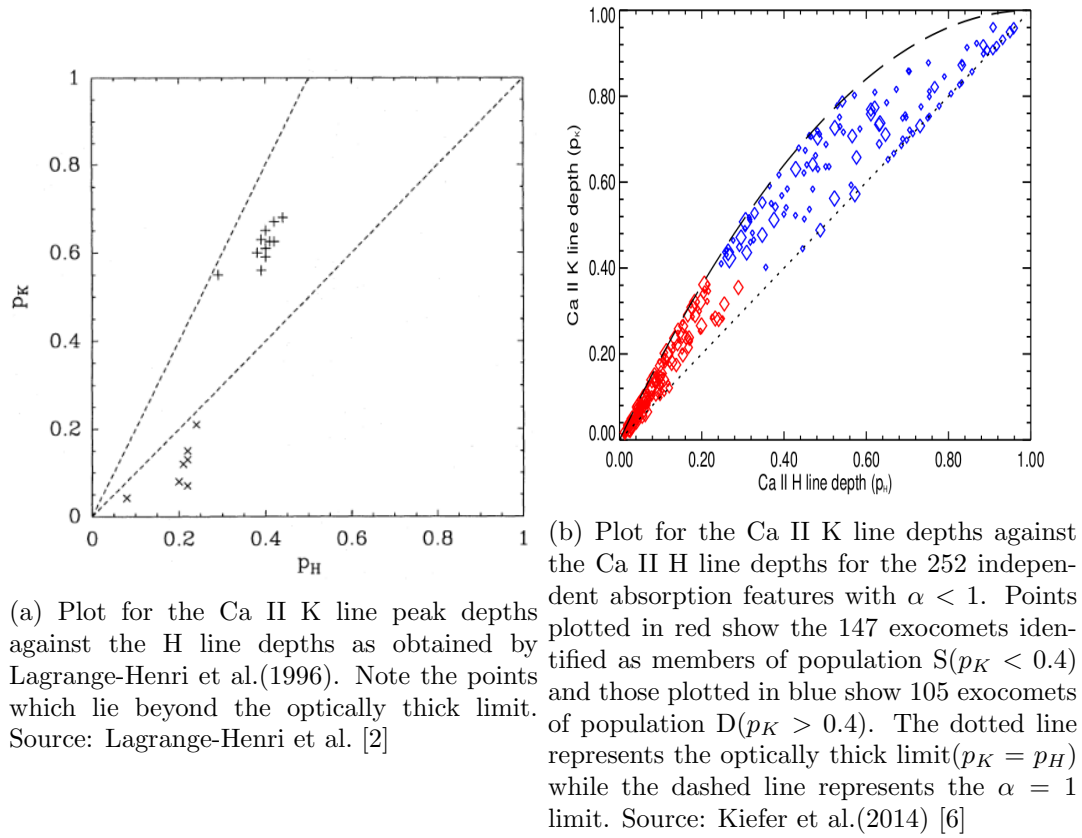 1
0.8
0.6
0.4
0.2
0
0
0.2
0.4
0.6
0.8
1
pK
pH
1.00
0.80
0.60
0.40
0.20
0.00
0.00
0.20
0.40
0.60
0.80
1.00
Ca II K line depth (pK)
Ca II H line depth (pH)
(a) Plot for the Ca II K line peak depths
against the H line depths as obtained by
Lagrange-Henri et al.(1996). Note the points
which lie beyond the optically thick limit.
Source: Lagrange-Henri et al. [2]
(b) Plot for the Ca II K line depths against
the Ca II H line depths for the 252 indepen-
dent absorption features with α < 1. Points
plotted in red show the 147 exocomets iden-
tified as members of population S(pK < 0.4)
and those plotted in blue show 105 exocomets
of population D(pK > 0.4). The dotted line
represents the optically thick limit(pK = pH)
while the dashed line represents the α = 1
limit. Source: Kiefer et al.(2014) [6]